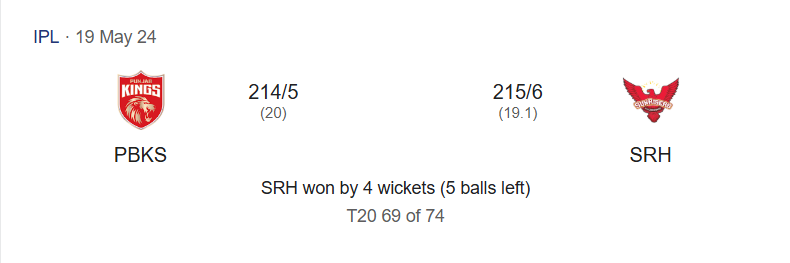 IPL · 19 May 24
PUNJAB
KINGS
214/5
(20)
215/6
(19.1)
SUNRISERS
PBKS
SRH
SRH won by 4 wickets (5 balls left)
T20 69 of 74